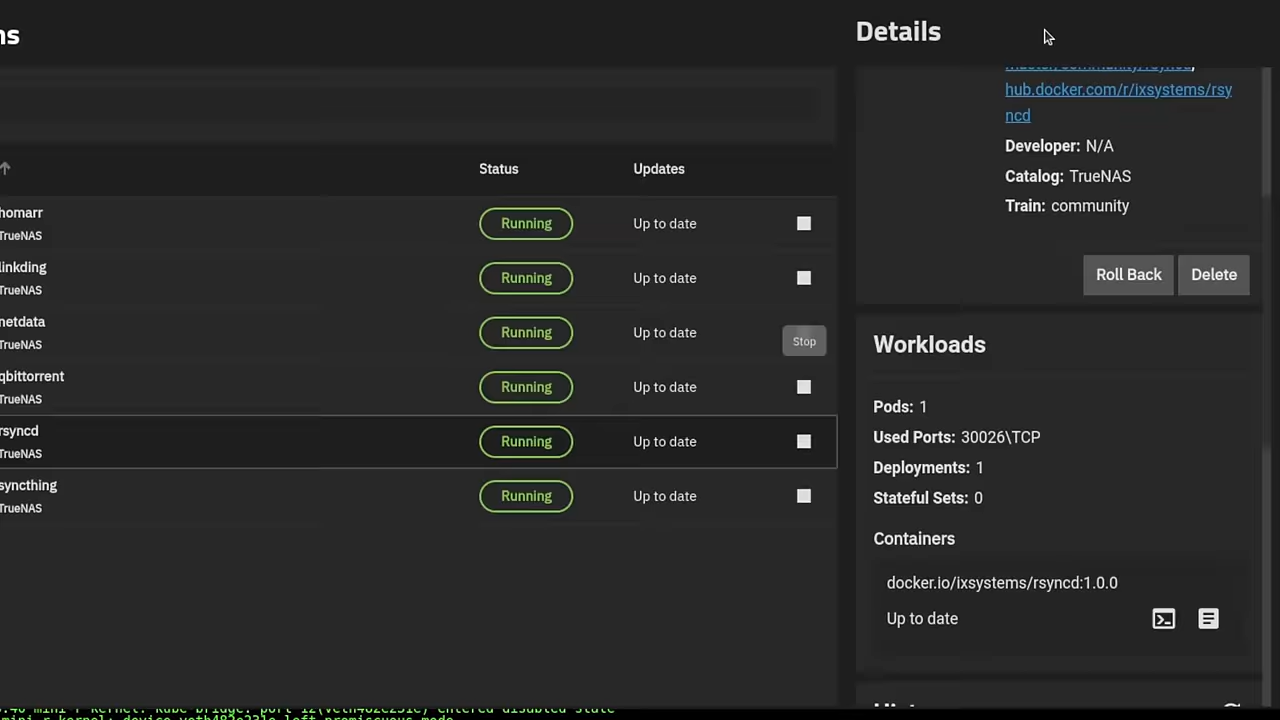 ns
Details
hub.docker.com/r/ixsystems/rsy
ncd
Developer: N/A
Catalog: TrueNAS
Train: community
Roll Back
Delete
Status
Updates
homarr
TrueNAS
Running
Up to date
linkding
TrueNAS
Running
Up to date
netdata
TrueNAS
Running
Up to date
Stop
qbittorrent
TrueNAS
Running
Up to date
rsyncd
TrueNAS
Running
Up to date
syncthing
TrueNAS
Running
Up to date
Workloads
Pods: 1
Used Ports: 30026\TCP
Deployments: 1
Stateful Sets: 0
Containers
docker.io/ixsystems/rsyncd:1.0.0
Up to date